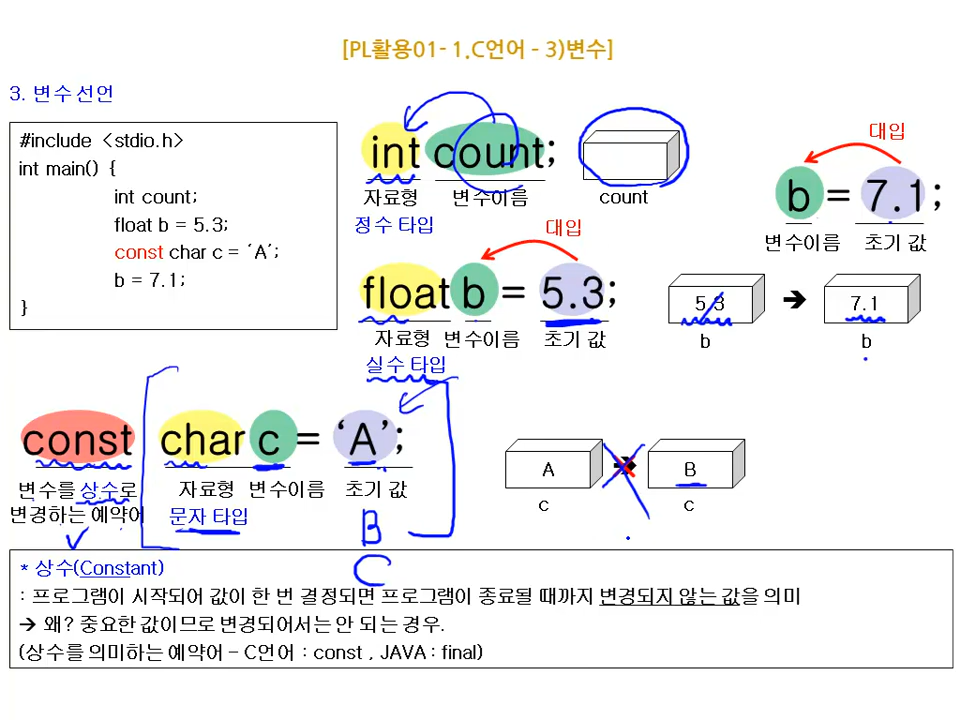 [PL활용01- 1.C언어 - 3)변수]
3. 변수 선언
#include <stdio.h>
int main() {
int count;
float b = 5.3;
const char c = 'A';
b = 7.1;
}
int count;
자료형 변수이름
정수 타입
count
대입
b = 7.1;
변수이름 초기 값
대입
float b = 5.3;
자료형 변수이름 초기 값
실수 타입
5.3 ➔ 7.1
b b
const char c = 'A';
변수를 상수로
변경하는 예약어
자료형 변수이름 초기 값
문자 타입
B
C
A ➔ B
c c
* 상수(Constant)
: 프로그램이 시작되어 값이 한 번 결정되면 프로그램이 종료될 때까지 변경되지 않는 값을 의미
➔ 왜? 중요한 값이므로 변경되어서는 안 되는 경우.
(상수를 의미하는 예약어 – C언어 : const , JAVA : final)